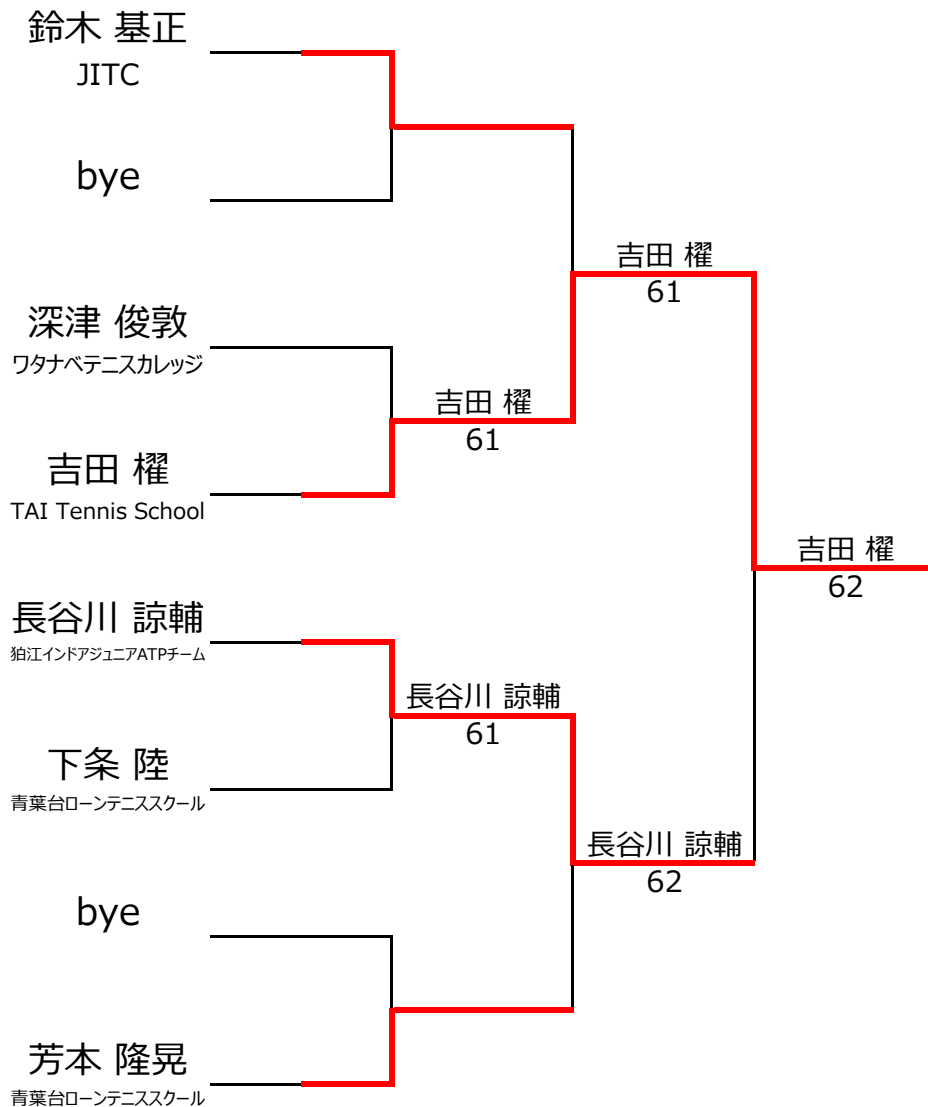 鈴木 基正
JITC
bye
深津 俊敦
ワタナベテニスカレッジ
吉田 櫂
TAI Tennis School
長谷川 諒輔
狛江インドアジュニアATPチーム
下条 陸
青葉台ローンテニススクール
bye
芳本 隆晃
青葉台ローンテニススクール
吉田 櫂
61
長谷川 諒輔
61
吉田 櫂
61
長谷川 諒輔
62
吉田 櫂
62